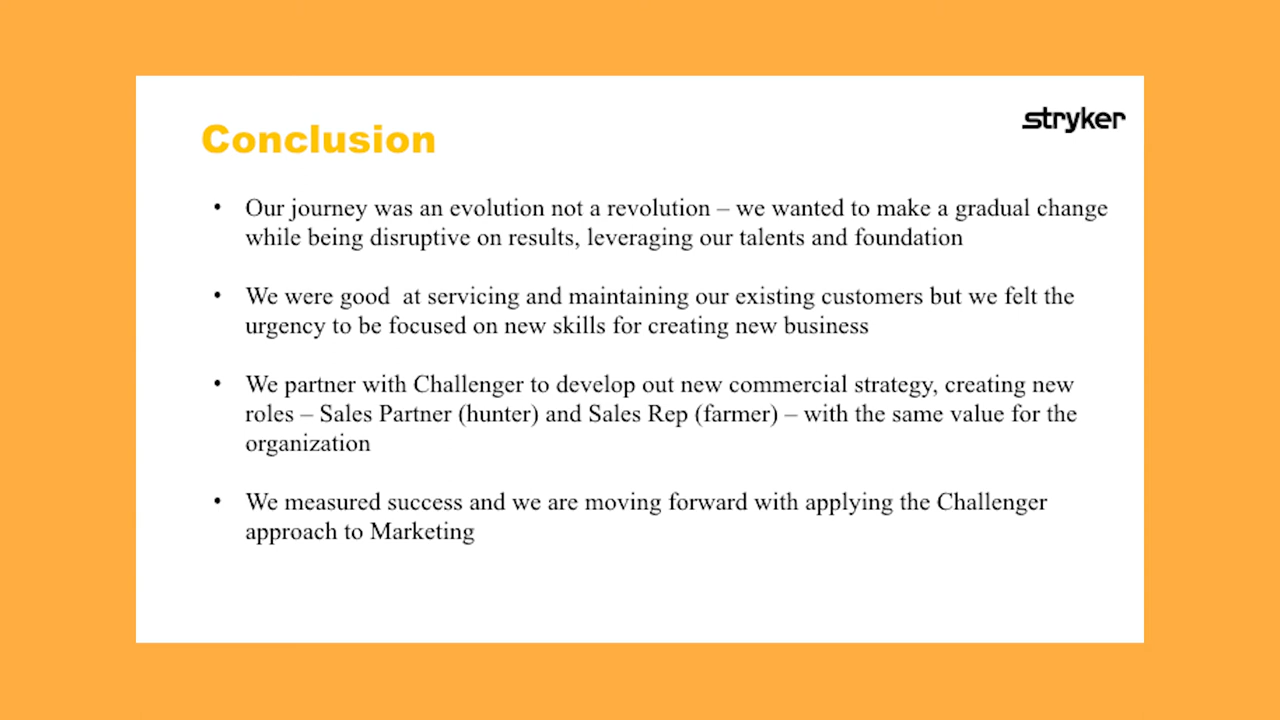 stryker
Conclusion
• Our journey was an evolution not a revolution – we wanted to make a gradual change
while being disruptive on results, leveraging our talents and foundation
• We were good  at servicing and maintaining our existing customers but we felt the
urgency to be focused on new skills for creating new business
• We partner with Challenger to develop out new commercial strategy, creating new
roles – Sales Partner (hunter) and Sales Rep (farmer) – with the same value for the
organization
• We measured success and we are moving forward with applying the Challenger
approach to Marketing